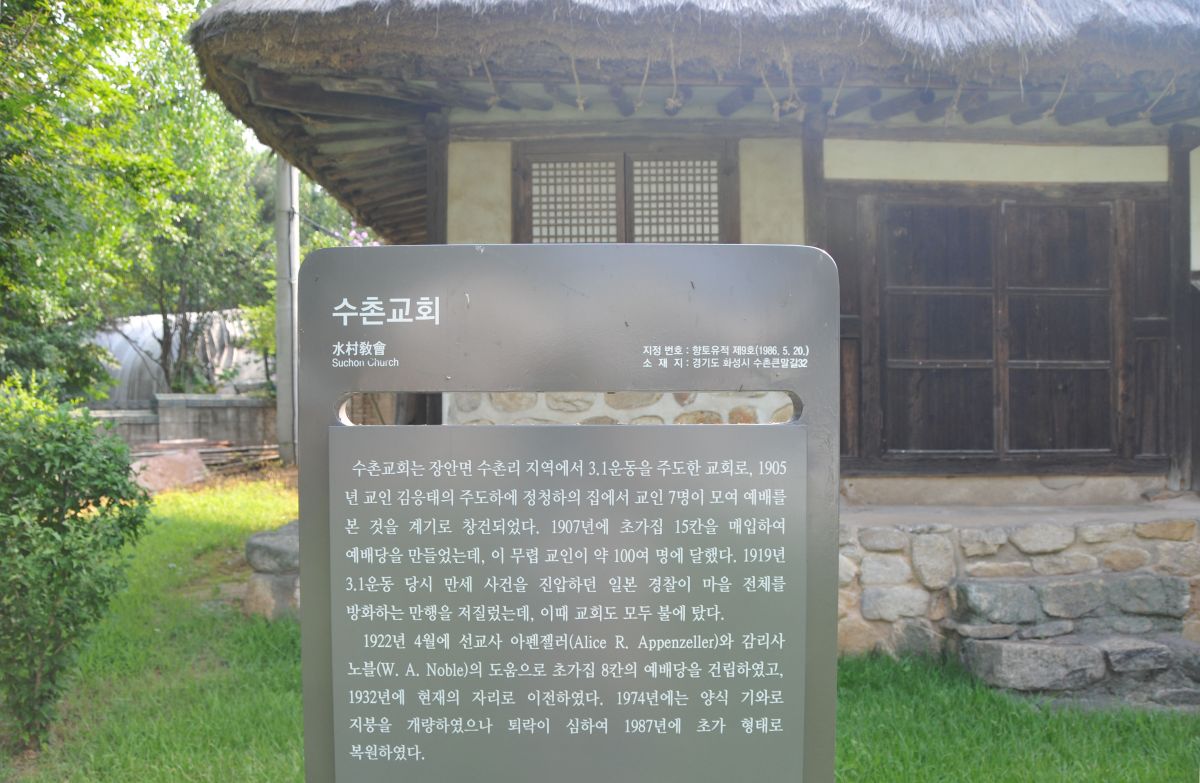 수촌교회
水村敎會
Suchon Church
지정 번호 : 향토유적 제9호(1986. 5. 20.)
소 재 지 : 경기도 화성시 수촌큰말길32
수촌교회는 장안면 수촌리 지역에서 3.1운동을 주도한 교회로, 1905
년 교인 김응태의 주도하에 정청하의 집에서 교인 7명이 모여 예배를
본 것을 계기로 창건되었다. 1907년에 초가집 15칸을 매입하여
예배당을 만들었는데, 이 무렵 교인이 약 100여 명에 달했다. 1919년
3.1운동 당시 만세 사건을 진압하던 일본 경찰이 마을 전체를
방화하는 만행을 저질렀는데, 이때 교회도 모두 불에 탔다.
1922년 4월에 선교사 아펜젤러(Alice R. Appenzeller)와 감리사
노블(W. A. Noble)의 도움으로 초가집 8칸의 예배당을 건립하였고,
1932년에 현재의 자리로 이전하였다. 1974년에는 양식 기와로
지붕을 개량하였으나 퇴락이 심하여 1987년에 초가 형태로
복원하였다.